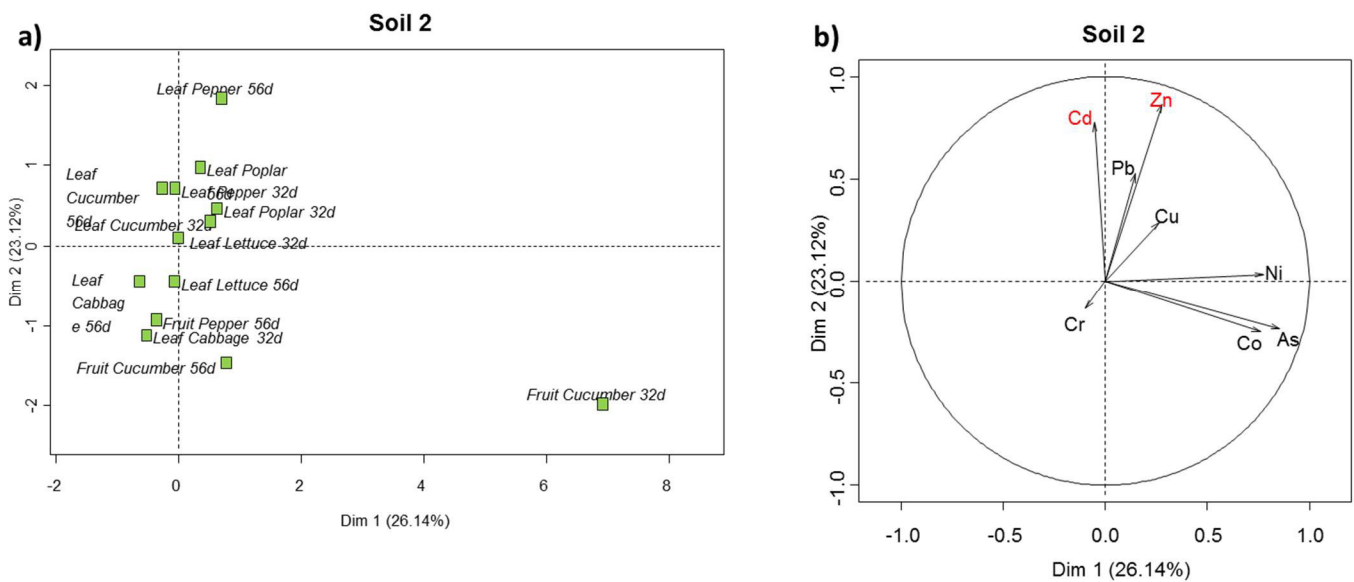 a)
Soil 2
Dim 2 (23.12%)
2
1
0
-1
-2
Leaf Pepper 56d
Leaf Poplar
56d
Leaf
Cucumber
56d
Leaf Pepper 32d
Leaf Poplar 32d
Leaf Cucumber 32d
Leaf Lettuce 32d
Leaf
Cabbag
e 56d
Leaf Lettuce 56d
Fruit Pepper 56d
Leaf Cabbage 32d
Fruit Cucumber 56d
Fruit Cucumber 32d
-2
0
2
4
6
8
Dim 1 (26.14%)
b)
Soil 2
Dim 2 (23.12%)
1.0
0.5
0.0
-0.5
-1.0
Cd
Zn
Pb
Cu
Ni
Cr
Co
As
-1.0
-0.5
0.0
0.5
1.0
Dim 1 (26.14%)